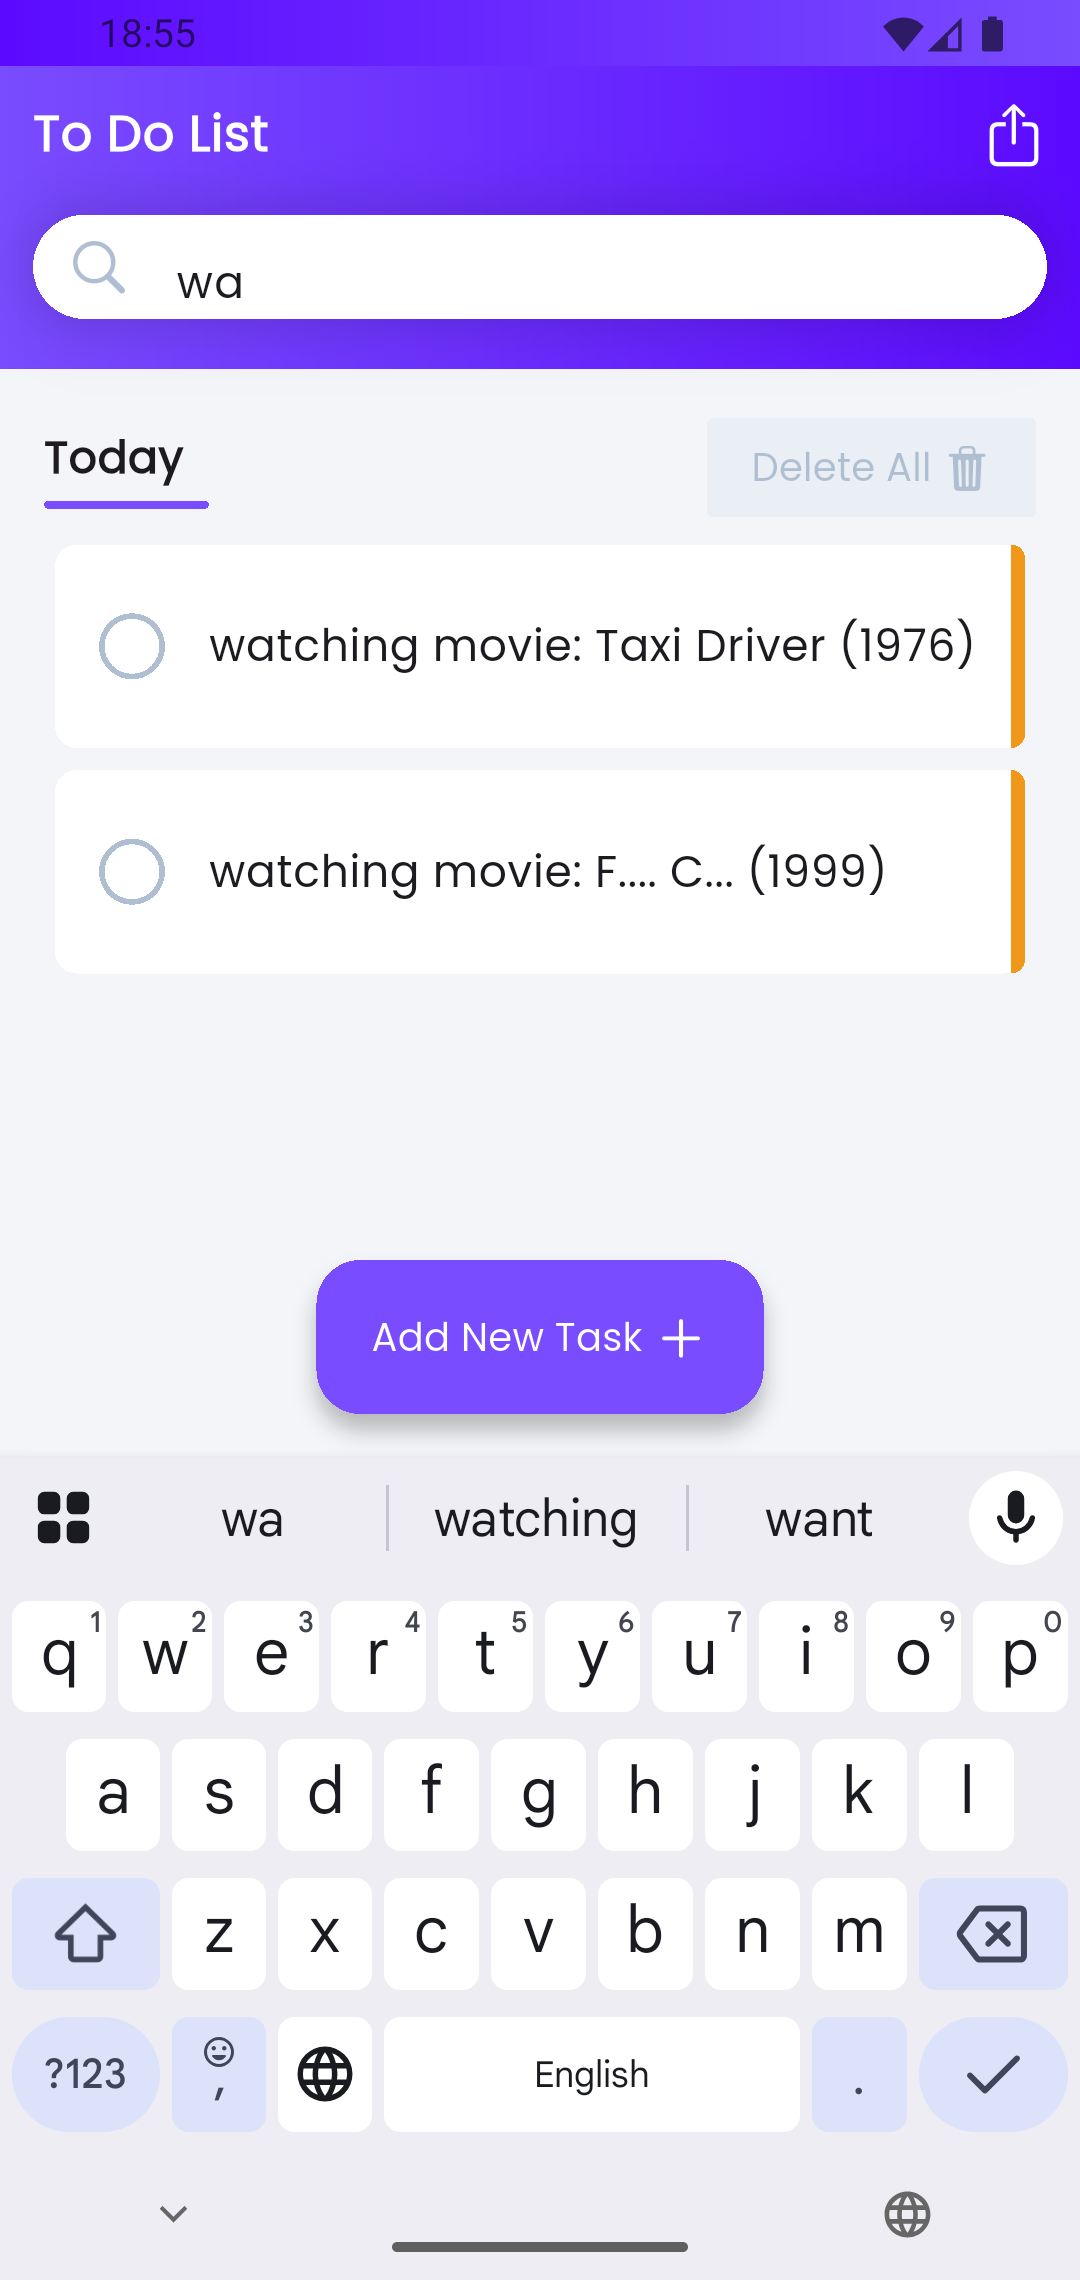 18:55
To Do List
wa
Today
Delete All
watching movie: Taxi Driver (1976)
watching movie: F.... C... (1999)
Add New Task
wa watching want
q 1 w 2 e 3 r 4 t 5 y 6 u 7 i 8 o 9 p 0
a s d f g h j k l
z x c v b n m
?123 , English .